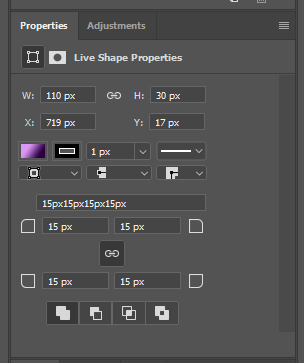 Properties Adjustments
Live Shape Properties
W: 110 px H: 30 px
X: 719 px Y: 17 px
1 px
15px15px15px15px
15 px 15 px
15 px 15 px